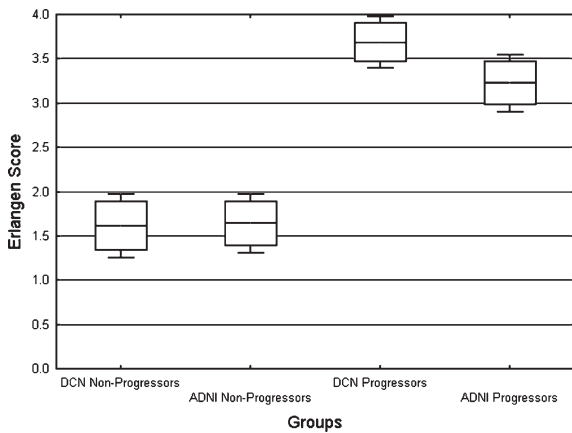 4.0
3.5
3.0
2.5
2.0
1.5
1.0
0.5
0.0
Erlangen Score
DCN Non-Progressors
ADNI Non-Progressors
DCN Progressors
ADNI Progressors
Groups